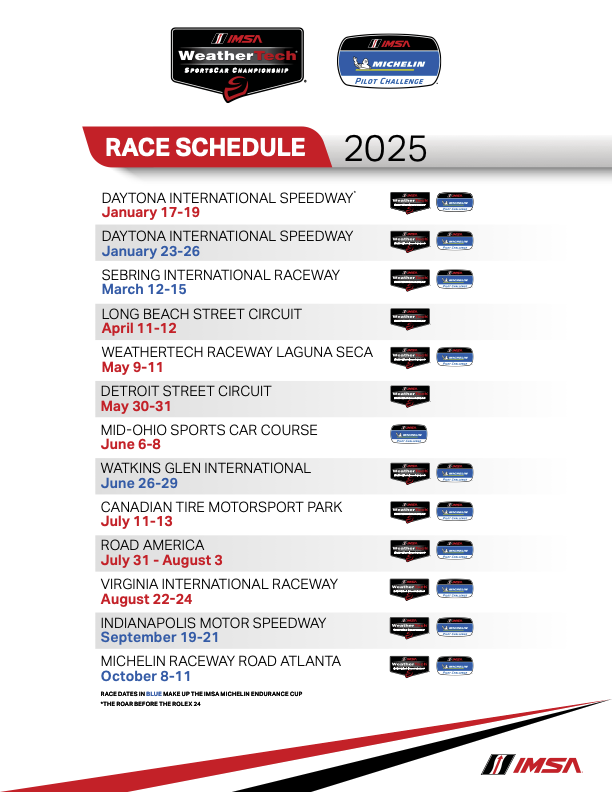 IMSA
WeatherTech®
SPORTSCAR CHAMPIONSHIP
IMSA
MICHELIN
PILOT CHALLENGE
RACE SCHEDULE 2025
DAYTONA INTERNATIONAL SPEEDWAY*
January 17-19
DAYTONA INTERNATIONAL SPEEDWAY
January 23-26
SEBRING INTERNATIONAL RACEWAY
March 12-15
LONG BEACH STREET CIRCUIT
April 11-12
WEATHERTECH RACEWAY LAGUNA SECA
May 9-11
DETROIT STREET CIRCUIT
May 30-31
MID-OHIO SPORTS CAR COURSE
June 6-8
WATKINS GLEN INTERNATIONAL
June 26-29
CANADIAN TIRE MOTORSPORT PARK
July 11-13
ROAD AMERICA
July 31 - August 3
VIRGINIA INTERNATIONAL RACEWAY
August 22-24
INDIANAPOLIS MOTOR SPEEDWAY
September 19-21
MICHELIN RACEWAY ROAD ATLANTA
October 8-11
RACE DATES IN BLUE MAKE UP THE IMSA MICHELIN ENDURANCE CUP
*THE ROAR BEFORE THE ROLEX 24
IMSA